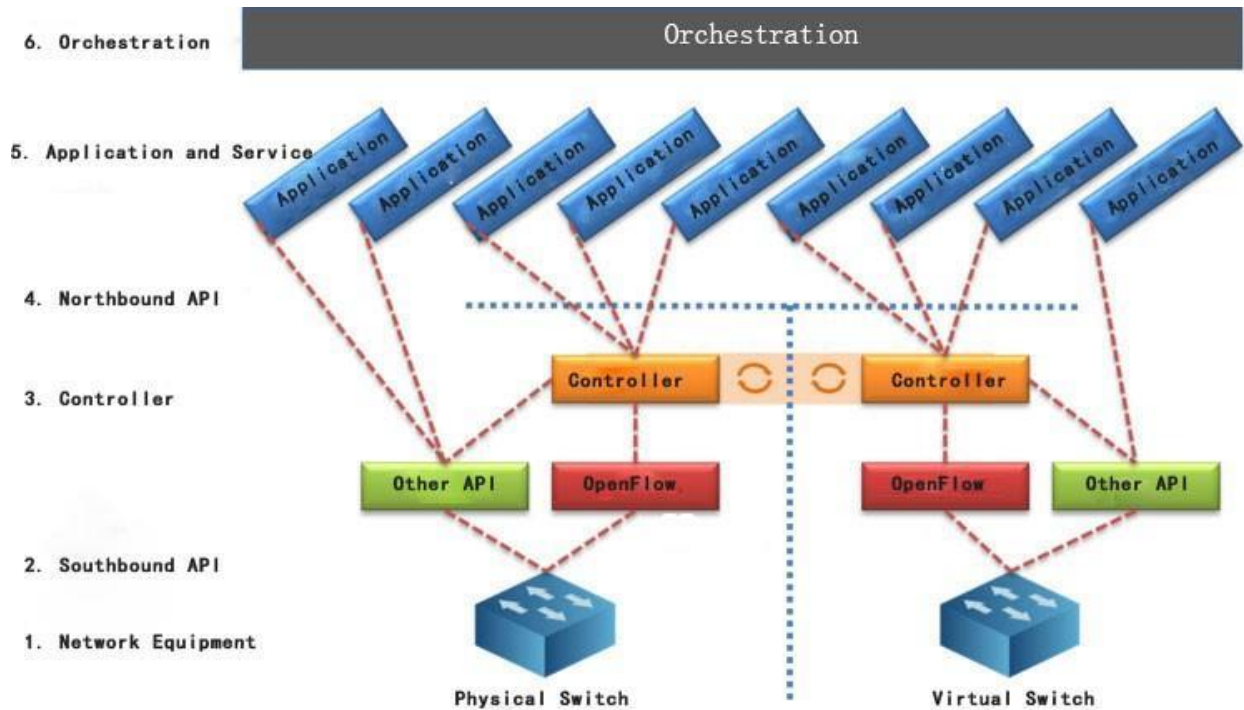 6. Orchestration
Orchestration
5. Application and Service
Application
Application
Application
Application
Application
Application
Application
Application
Application
4. Northbound API
3. Controller
Controller
Controller
Other API
OpenFlow
OpenFlow
Other API
2. Southbound API
1. Network Equipment
Physical Switch
Virtual Switch